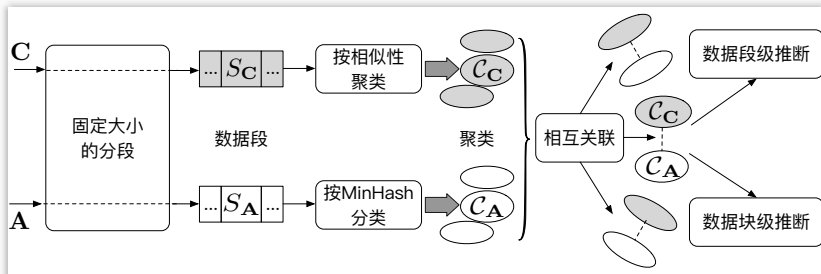 C
固定大小
的分段
A
... S_C ...
数据段
... S_A ...
按相似性
聚类
按MinHash
分类
C_C
聚类
C_A
相互关联
C_C
C_A
数据段级推断
数据块级推断